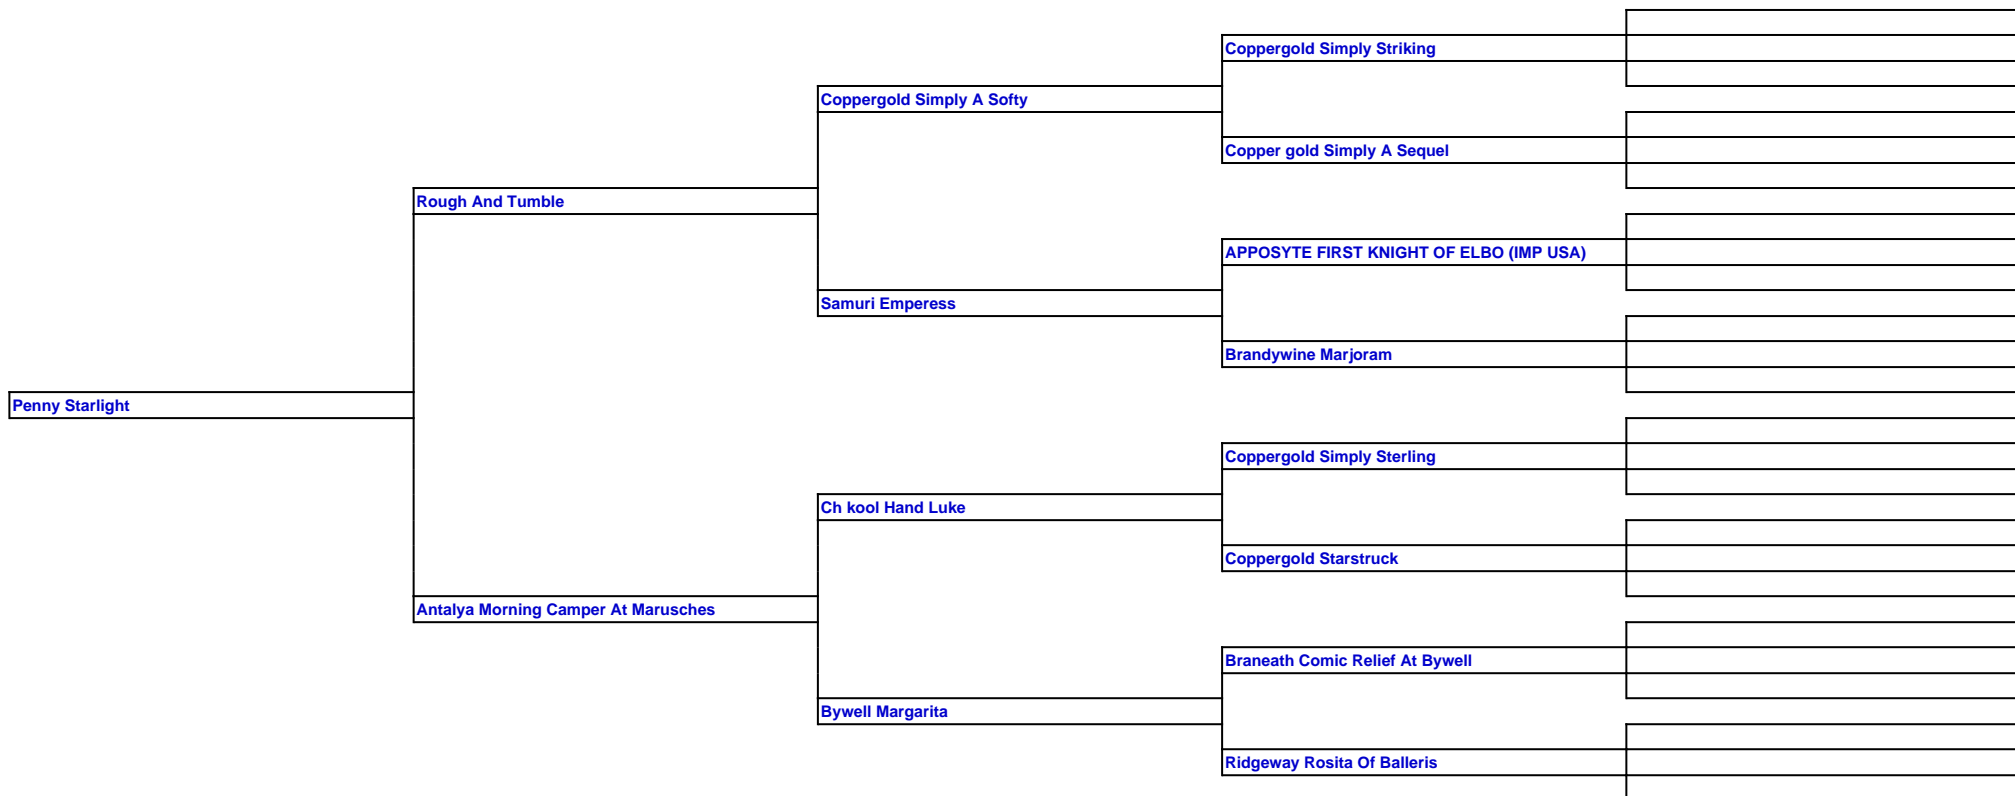 Coppergold Simply Striking
Coppergold Simply A Softy
Copper gold Simply A Sequel
Rough And Tumble
APPOSYTE FIRST KNIGHT OF ELBO (IMP USA)
Samuri Emperess
Brandywine Marjoram
Penny Starlight
Coppergold Simply Sterling
Ch kool Hand Luke
Coppergold Starstruck
Antalya Morning Camper At Marusches
Braneath Comic Relief At Bywell
Bywell Margarita
Ridgeway Rosita Of Balleris